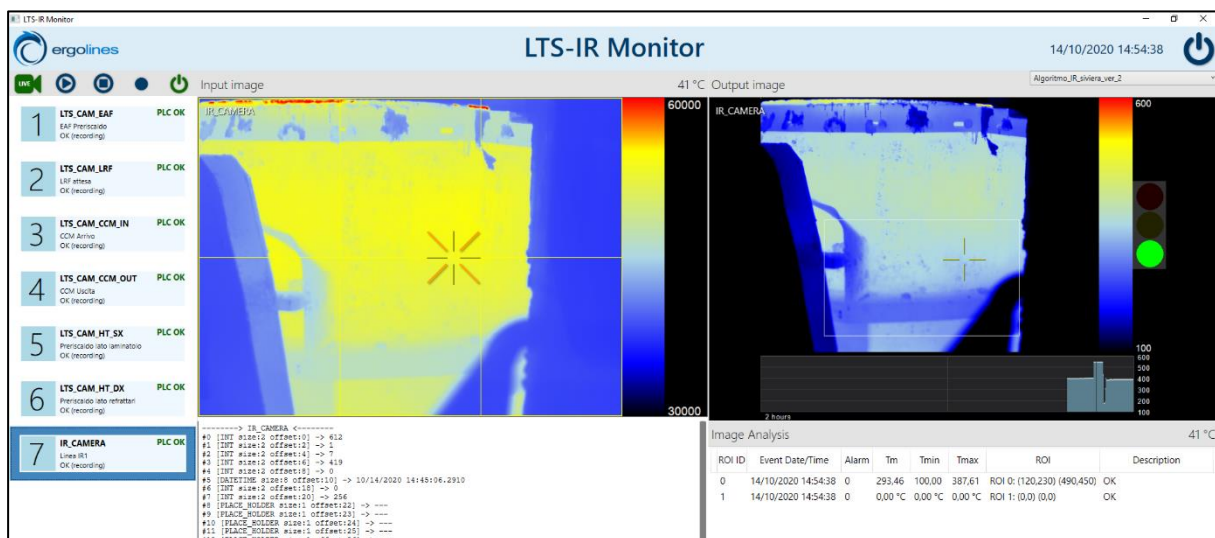 LTS-IR Monitor
ergolines
LTS-IR Monitor
14/10/2020 14:54:38
LIVE
Input image
41 °C
Output image
Algoritmo_IR_siviera_ver_2
1
LTS_CAM_EAF
PLC OK
EAF Preriscaldo
OK (recording)
2
LTS_CAM_LRF
PLC OK
LRF attesa
OK (recording)
3
LTS_CAM_CCM_IN
PLC OK
CCM Arrivo
OK (recording)
4
LTS_CAM_CCM_OUT
PLC OK
CCM Uscita
OK (recording)
5
LTS_CAM_HT_SX
PLC OK
Preriscaldo lato laminatoio
OK (recording)
6
LTS_CAM_HT_DX
PLC OK
Preriscaldo lato refrattari
OK (recording)
7
IR_CAMERA
PLC OK
Linea IR1
OK (recording)
IR_CAMERA
60000
30000
IR_CAMERA
600
100
600
500
400
300
200
100
2 hours
--------> IR_CAMERA <--------
#0 [INT size:2 offset:0] -> 612
#1 [INT size:2 offset:2] -> 1
#2 [INT size:2 offset:4] -> 7
#3 [INT size:2 offset:6] -> 419
#4 [INT size:2 offset:8] -> 0
#5 [DATETIME size:8 offset:10] -> 10/14/2020 14:45:06.2910
#6 [INT size:2 offset:18] -> 0
#7 [INT size:2 offset:20] -> 256
#8 [PLACE_HOLDER size:1 offset:22] -> ---
#9 [PLACE_HOLDER size:1 offset:23] -> ---
#10 [PLACE_HOLDER size:1 offset:24] -> ---
#11 [PLACE_HOLDER size:1 offset:25] -> ---
Image Analysis
41 °C
ROI ID Event Date/Time Alarm Tm Tmin Tmax ROI Description
0 14/10/2020 14:54:38 0 293,46 100,00 387,61 ROI 0: (120,230) (490,450) OK
1 14/10/2020 14:54:38 0 0,00 °C 0,00 °C 0,00 °C ROI 1: (0,0) (0,0) OK